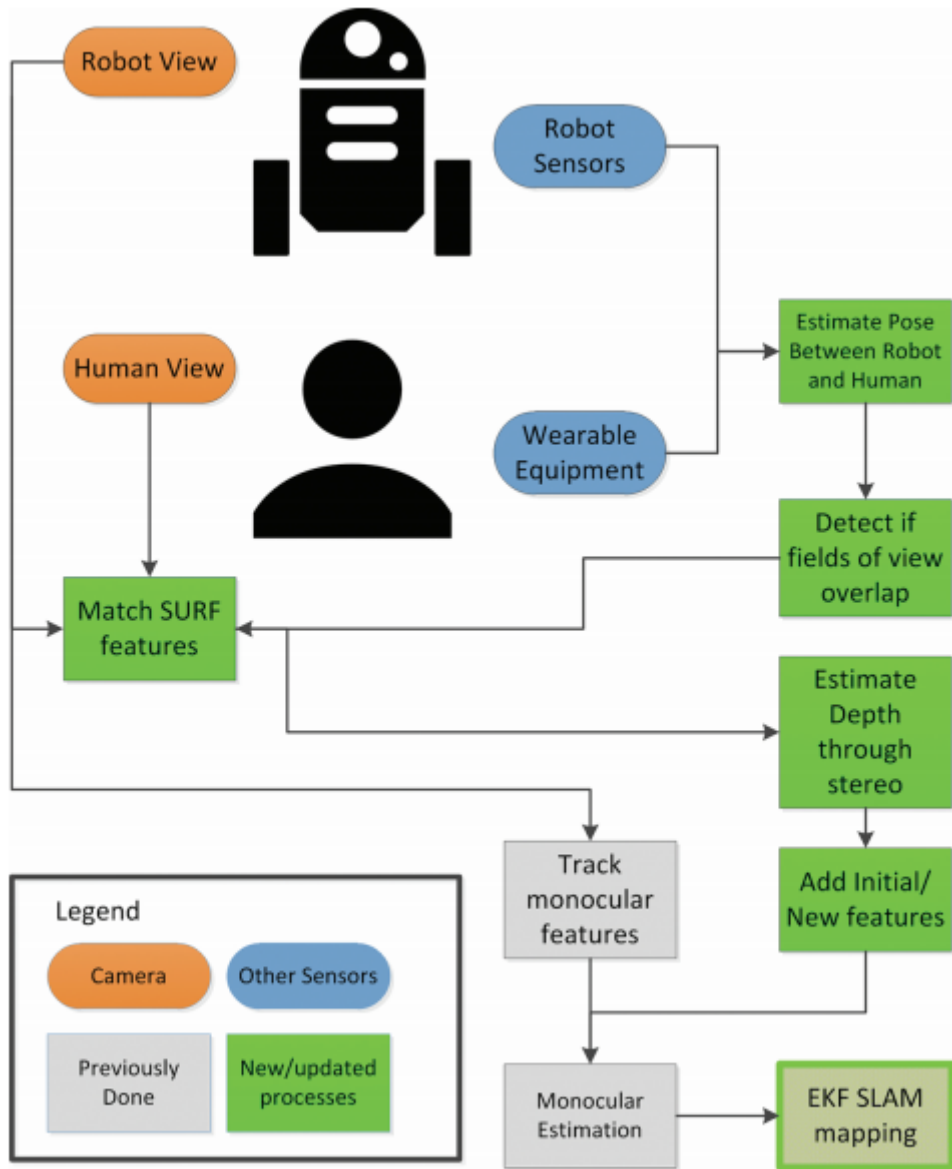 Robot View
Robot
Sensors
Estimate Pose
Between Robot
and Human
Human View
Wearable
Equipment
Detect if
fields of view
overlap
Match SURF
features
Estimate
Depth
through
stereo
Track
monocular
features
Add Initial/
New features
Legend
Camera
Other Sensors
Previously
Done
New/updated
processes
Monocular
Estimation
EKF SLAM
mapping